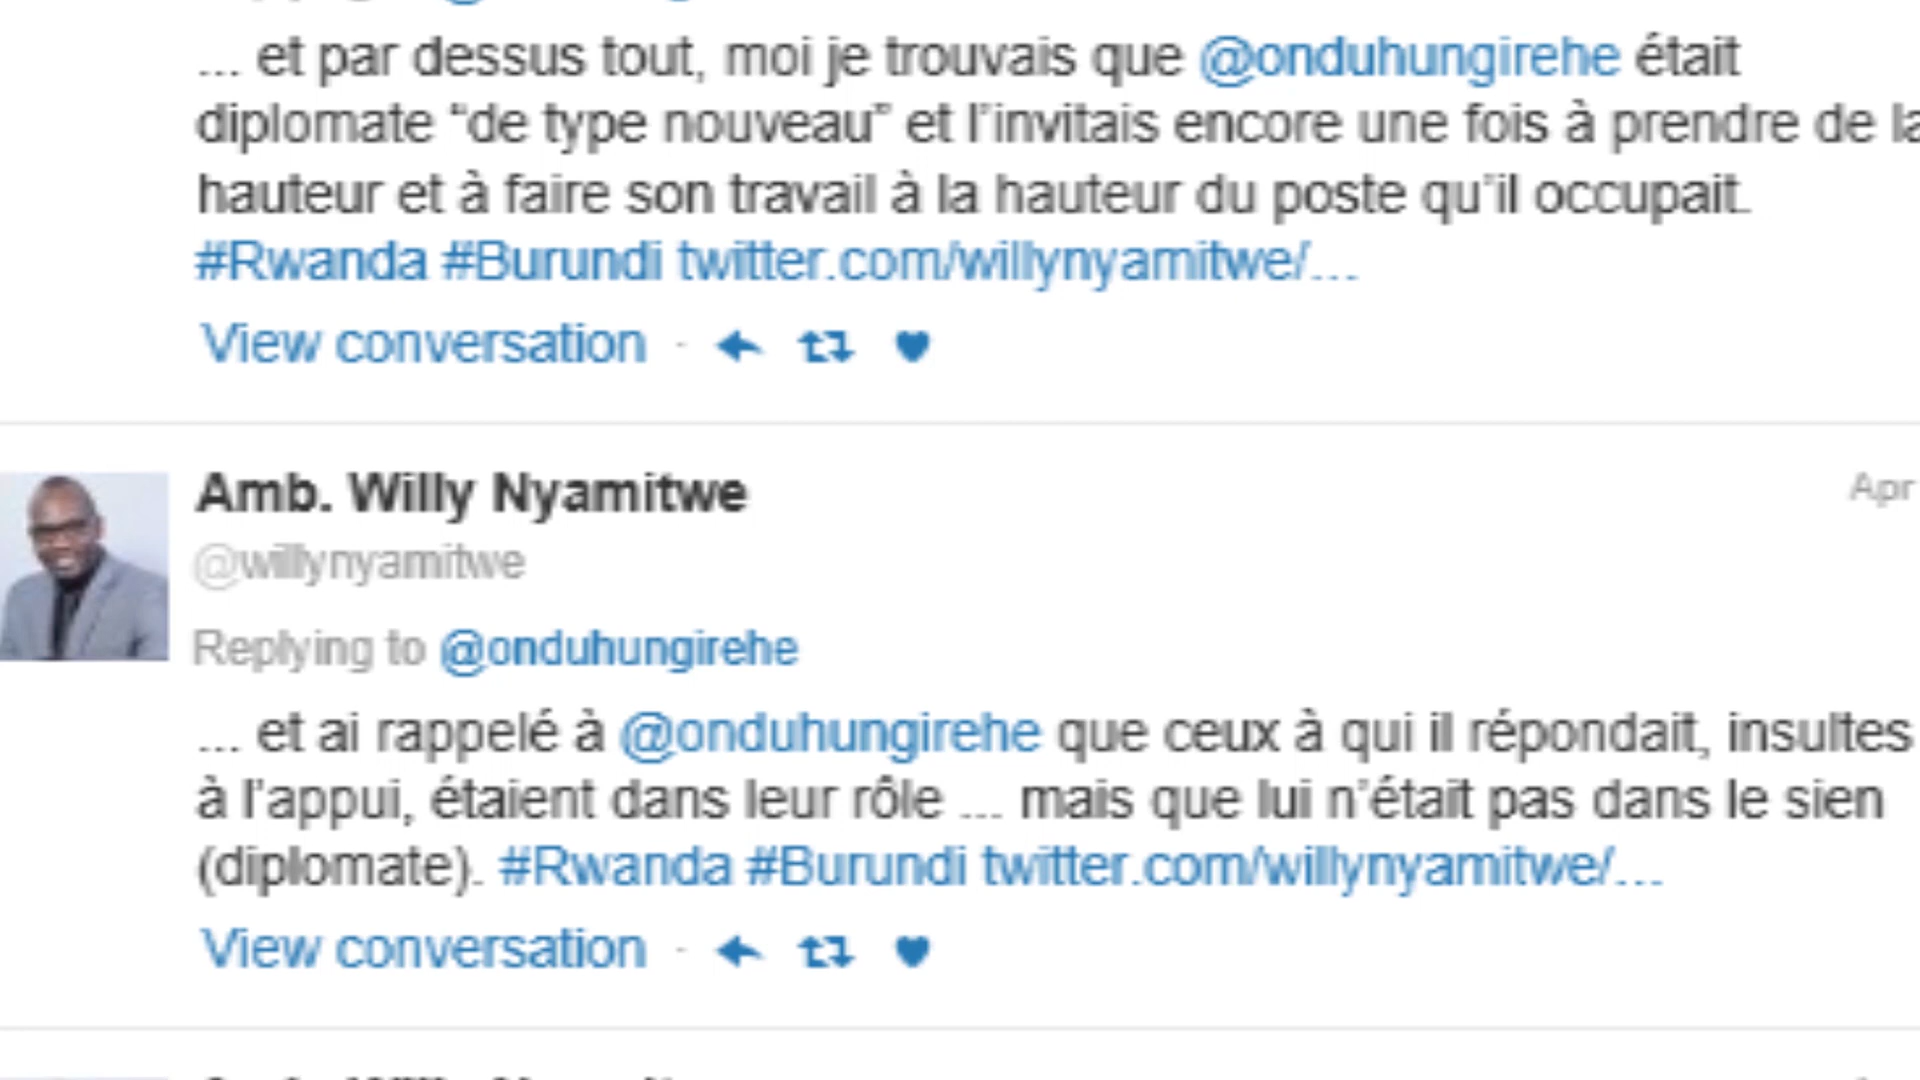 ... et par dessus tout, moi je trouvais que @onduhungirehe était
diplomate “de type nouveau” et l’invitais encore une fois à prendre de la
hauteur et à faire son travail à la hauteur du poste qu’il occupait.
#Rwanda #Burundi twitter.com/willynyamitwe/...
View conversation ·
Amb. Willy Nyamitwe
Apr
@willynyamitwe
Replying to @onduhungirehe
... et ai rappelé à @onduhungirehe que ceux à qui il répondait, insultes
à l’appui, étaient dans leur rôle ... mais que lui n’était pas dans le sien
(diplomate). #Rwanda #Burundi twitter.com/willynyamitwe/...
View conversation ·